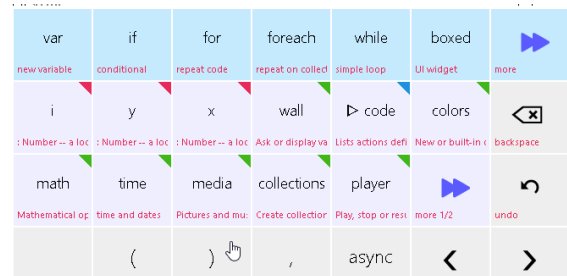 var if for foreach while boxed
new variable conditional repeat code repeat on collect simple loop UI widget more
i y x wall code colors
: Number -- a loc : Number -- a loc : Number -- a loc Ask or display va Lists actions defi New or built-in c backspace
math time media collections player
Mathematical op time and dates Pictures and mu: Create collection Play, stop or resu more 1/2 undo
( ) , async